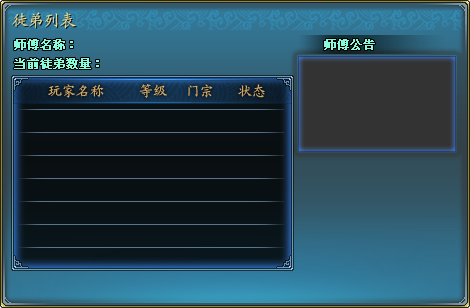 徒弟列表
师傅名称：
师傅公告
当前徒弟数量：
玩家名称 等级 门宗 状态